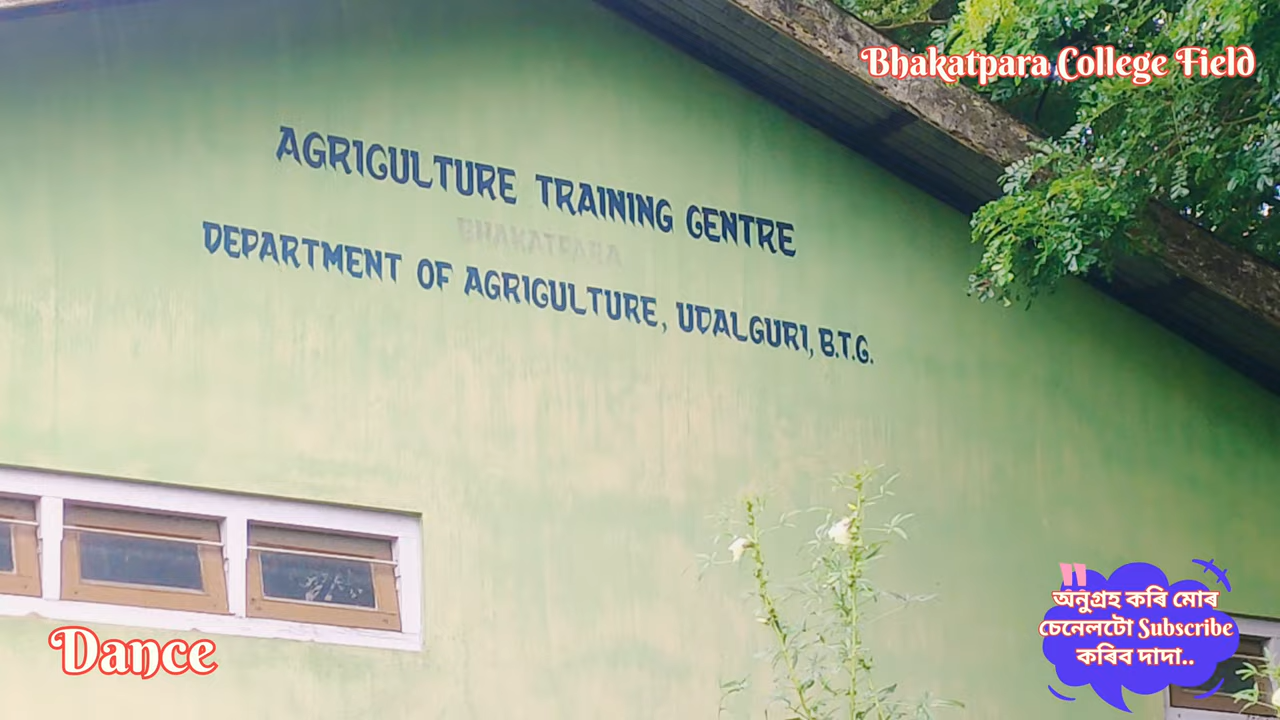 Bhakatpara College Field
AGRICULTURE TRAINING CENTRE
BHAKATPARA
DEPARTMENT OF AGRICULTURE, UDALGURI, B.T.C.
Dance
"
অনুগ্ৰহ কৰি মোৰ
চেনেলটো Subscribe
কৰিব দাদা..